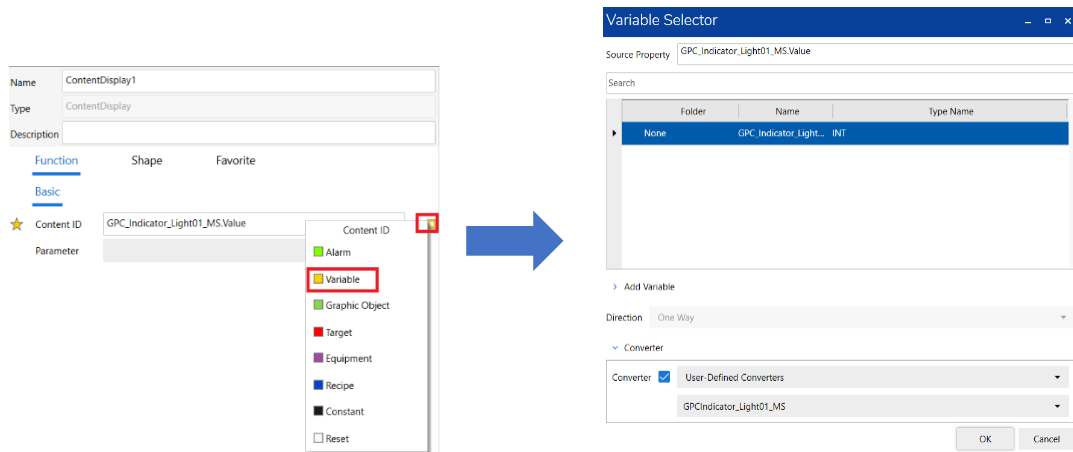 Name ContentDisplay1
Type ContentDisplay
Description
Function Shape Favorite
Basic
Content ID GPC_Indicator_Light01_MS.Value
Parameter
Content ID
Alarm
Variable
Graphic Object
Target
Equipment
Recipe
Constant
Reset
Variable Selector
Source Property GPC_Indicator_Light01_MS.Value
Search
Folder Name Type Name
None GPC_Indicator_Light... INT
Add Variable
Direction One Way
Converter
Converter User-Defined Converters
GPCIndicator_Light01_MS
OK Cancel